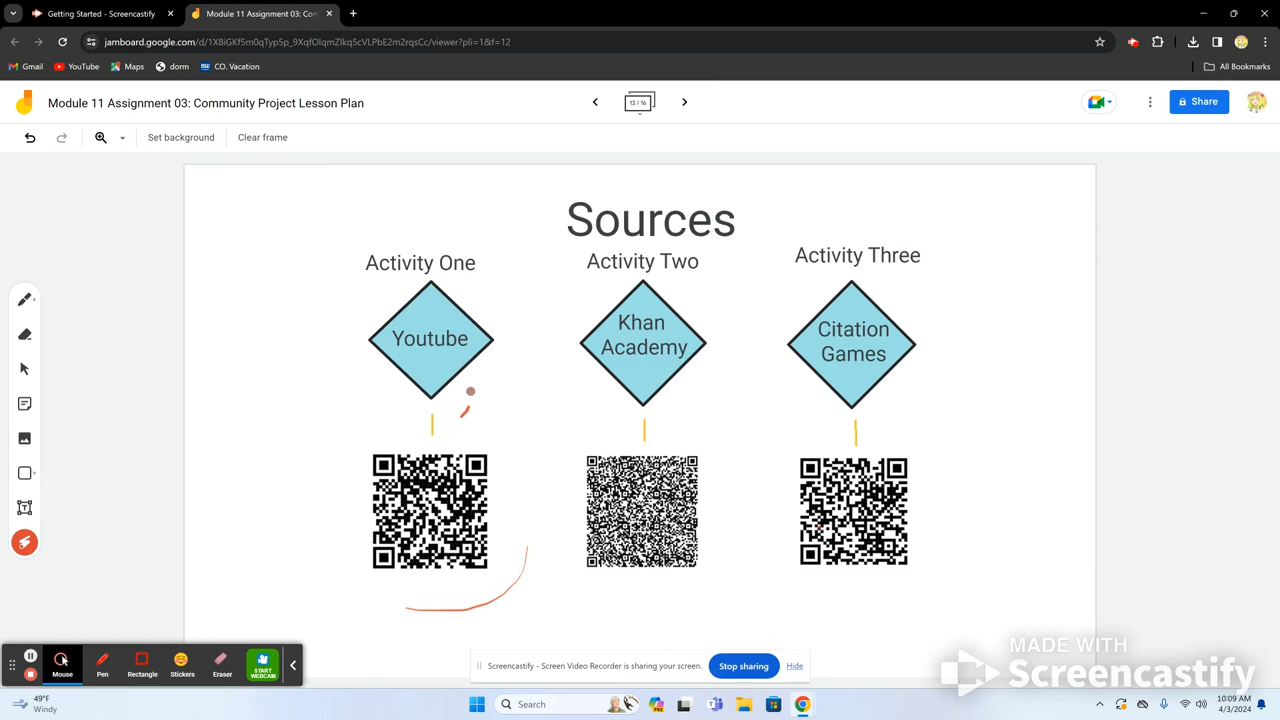 Getting Started - Screencastify
Module 11 Assignment 03: Com
jamboard.google.com/d/1X8iGKf5m0qTyp5p_9XqfOIqmZlkq5cVLPbE2m2rqsCc/viewer?pli=1&f=12
Gmail
YouTube
Maps
dorm
CO. Vacation
All Bookmarks
Module 11 Assignment 03: Community Project Lesson Plan
13 / 16
Share
Set background
Clear frame
Sources
Activity One
Activity Two
Activity Three
Youtube
Khan
Academy
Citation
Games
MADE WITH
Screencastify
Mouse
Pen
Rectangle
Stickers
Eraser
START
WEBCAM
Screencastify - Screen Video Recorder is sharing your screen.
Stop sharing
Hide
49°F
Windy
Search
10:09 AM
4/3/2024